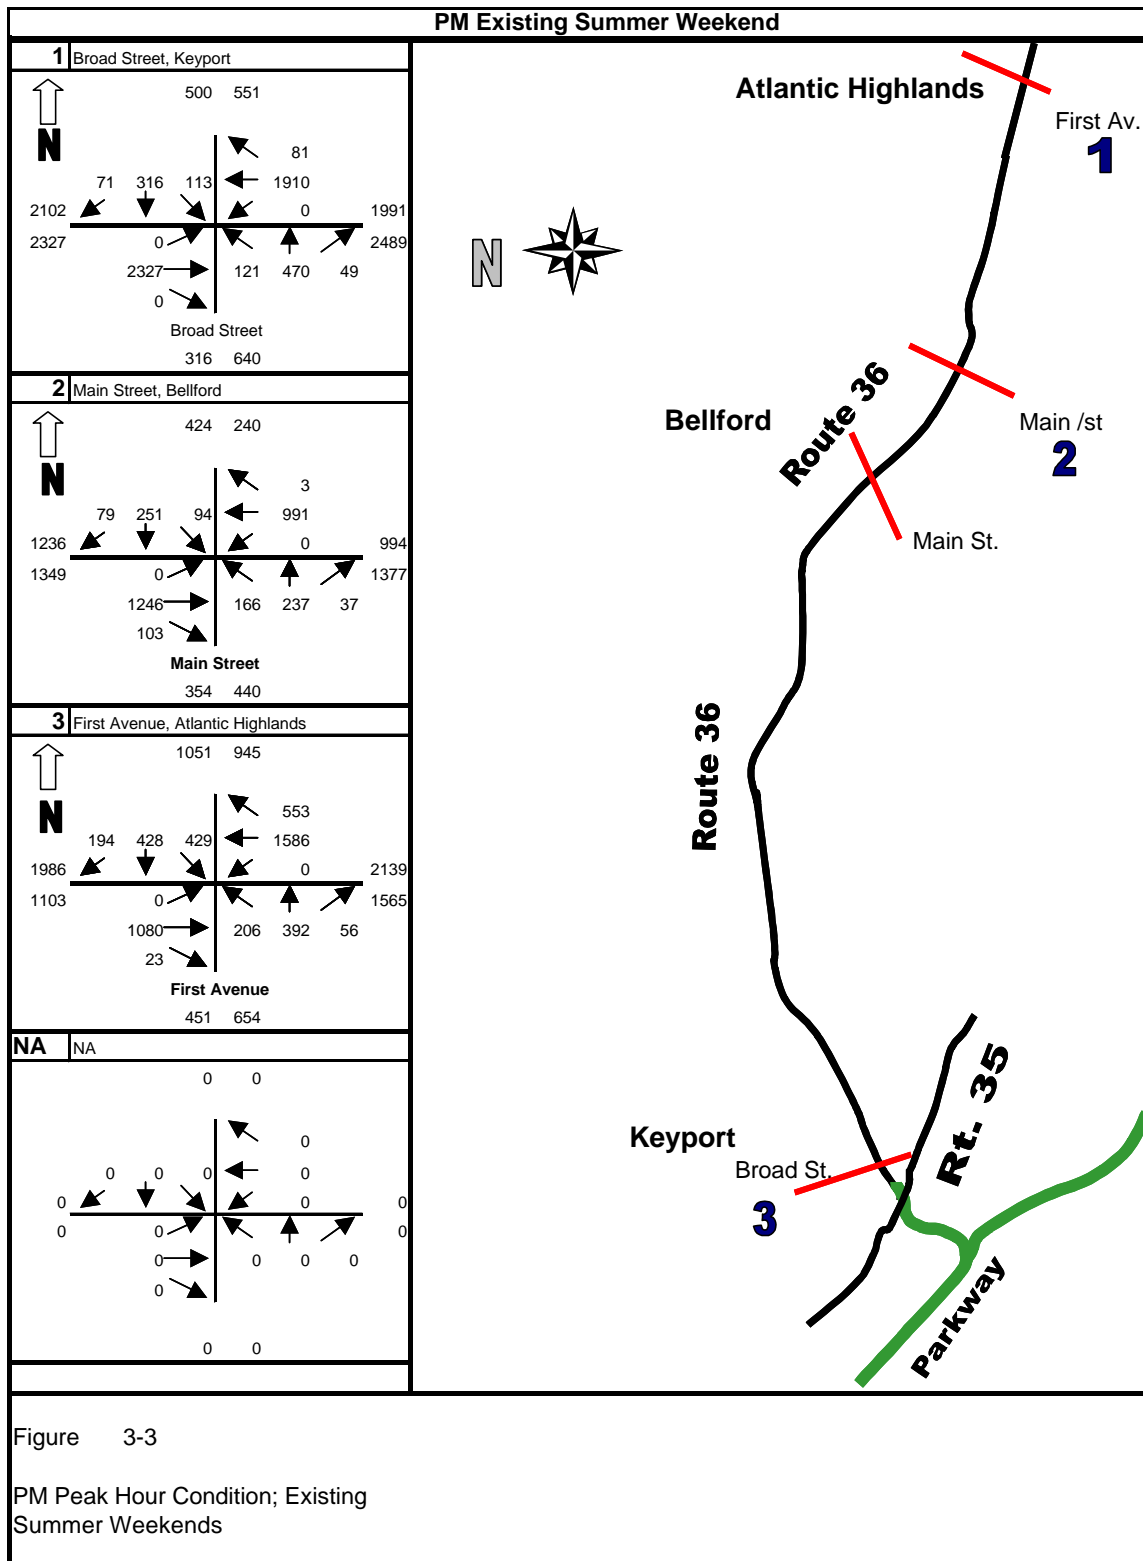 PM Existing Summer Weekend
1 Broad Street, Keyport
500 551
N
81
71 316 113 1910
2102 0 1991
2327 0 2489
2327 121 470 49
0
Broad Street
316 640
2 Main Street, Bellford
424 240
N
3
79 251 94 991
1236 0 994
1349 0 1377
1246 166 237 37
103
Main Street
354 440
3 First Avenue, Atlantic Highlands
1051 945
N
553
194 428 429 1586
1986 0 2139
1103 0 1565
1080 206 392 56
23
First Avenue
451 654
NA NA
0 0
0
0 0 0 0
0 0 0
0 0 0
0 0 0 0
0
0 0
Atlantic Highlands
First Av.
1
N
Route 36
Bellford
Main /st
2
Main St.
Route 36
Keyport
Broad St.
3
Rt. 35
Parkway
Figure 3-3
PM Peak Hour Condition; Existing
Summer Weekends